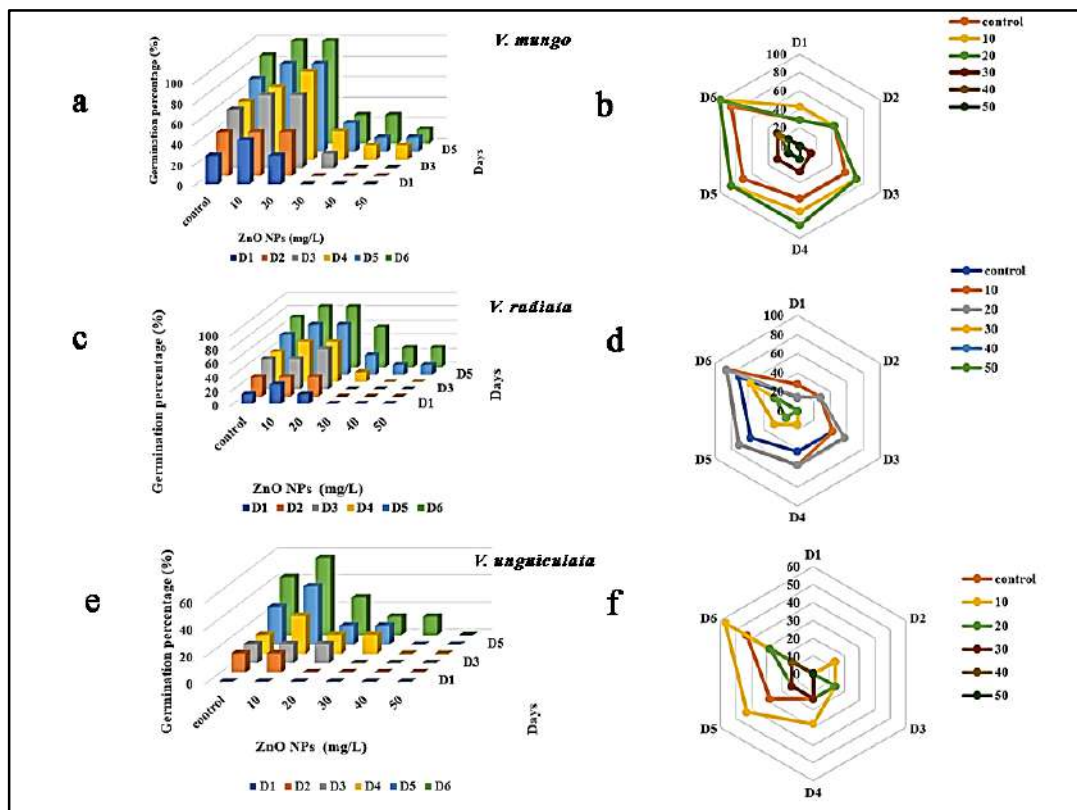 V. mungo
a
Germination percentage (%)
100
80
60
40
20
0
control
10
20
30
40
50
D5
D3
D1
Days
ZnO NPs (mg/L)
D1 D2 D3 D4 D5 D6
b
D1
D2
D3
D4
D5
D6
100
80
60
40
20
control
10
20
30
40
50
V. radiata
c
Germination percentage (%)
100
80
60
40
20
0
control
10
20
30
40
50
D5
D3
D1
Days
ZnO NPs (mg/L)
D1 D2 D3 D4 D5 D6
d
D1
D2
D3
D4
D5
D6
100
80
60
40
20
0
control
10
20
30
40
50
V. unguiculata
e
Germination percentage (%)
60
40
20
0
control
10
20
30
40
50
D5
D3
D1
Days
ZnO NPs (mg/L)
D1 D2 D3 D4 D5 D6
f
D1
D2
D3
D4
D5
D6
60
50
40
30
20
10
0
control
10
20
30
40
50